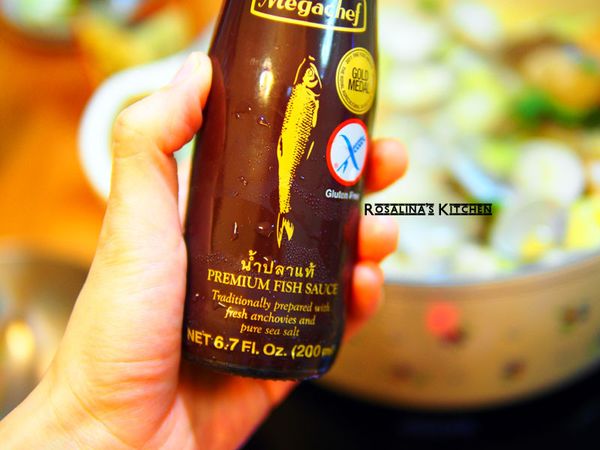 Megachef
GOLD
MEDAL
Gluten Free
ROSALINA'S KITCHEN
น้ำปลาแท้
PREMIUM FISH SAUCE
Traditionally prepared with
fresh anchovies and
pure sea salt
NET 6.7 Fl. Oz. (200 ml)